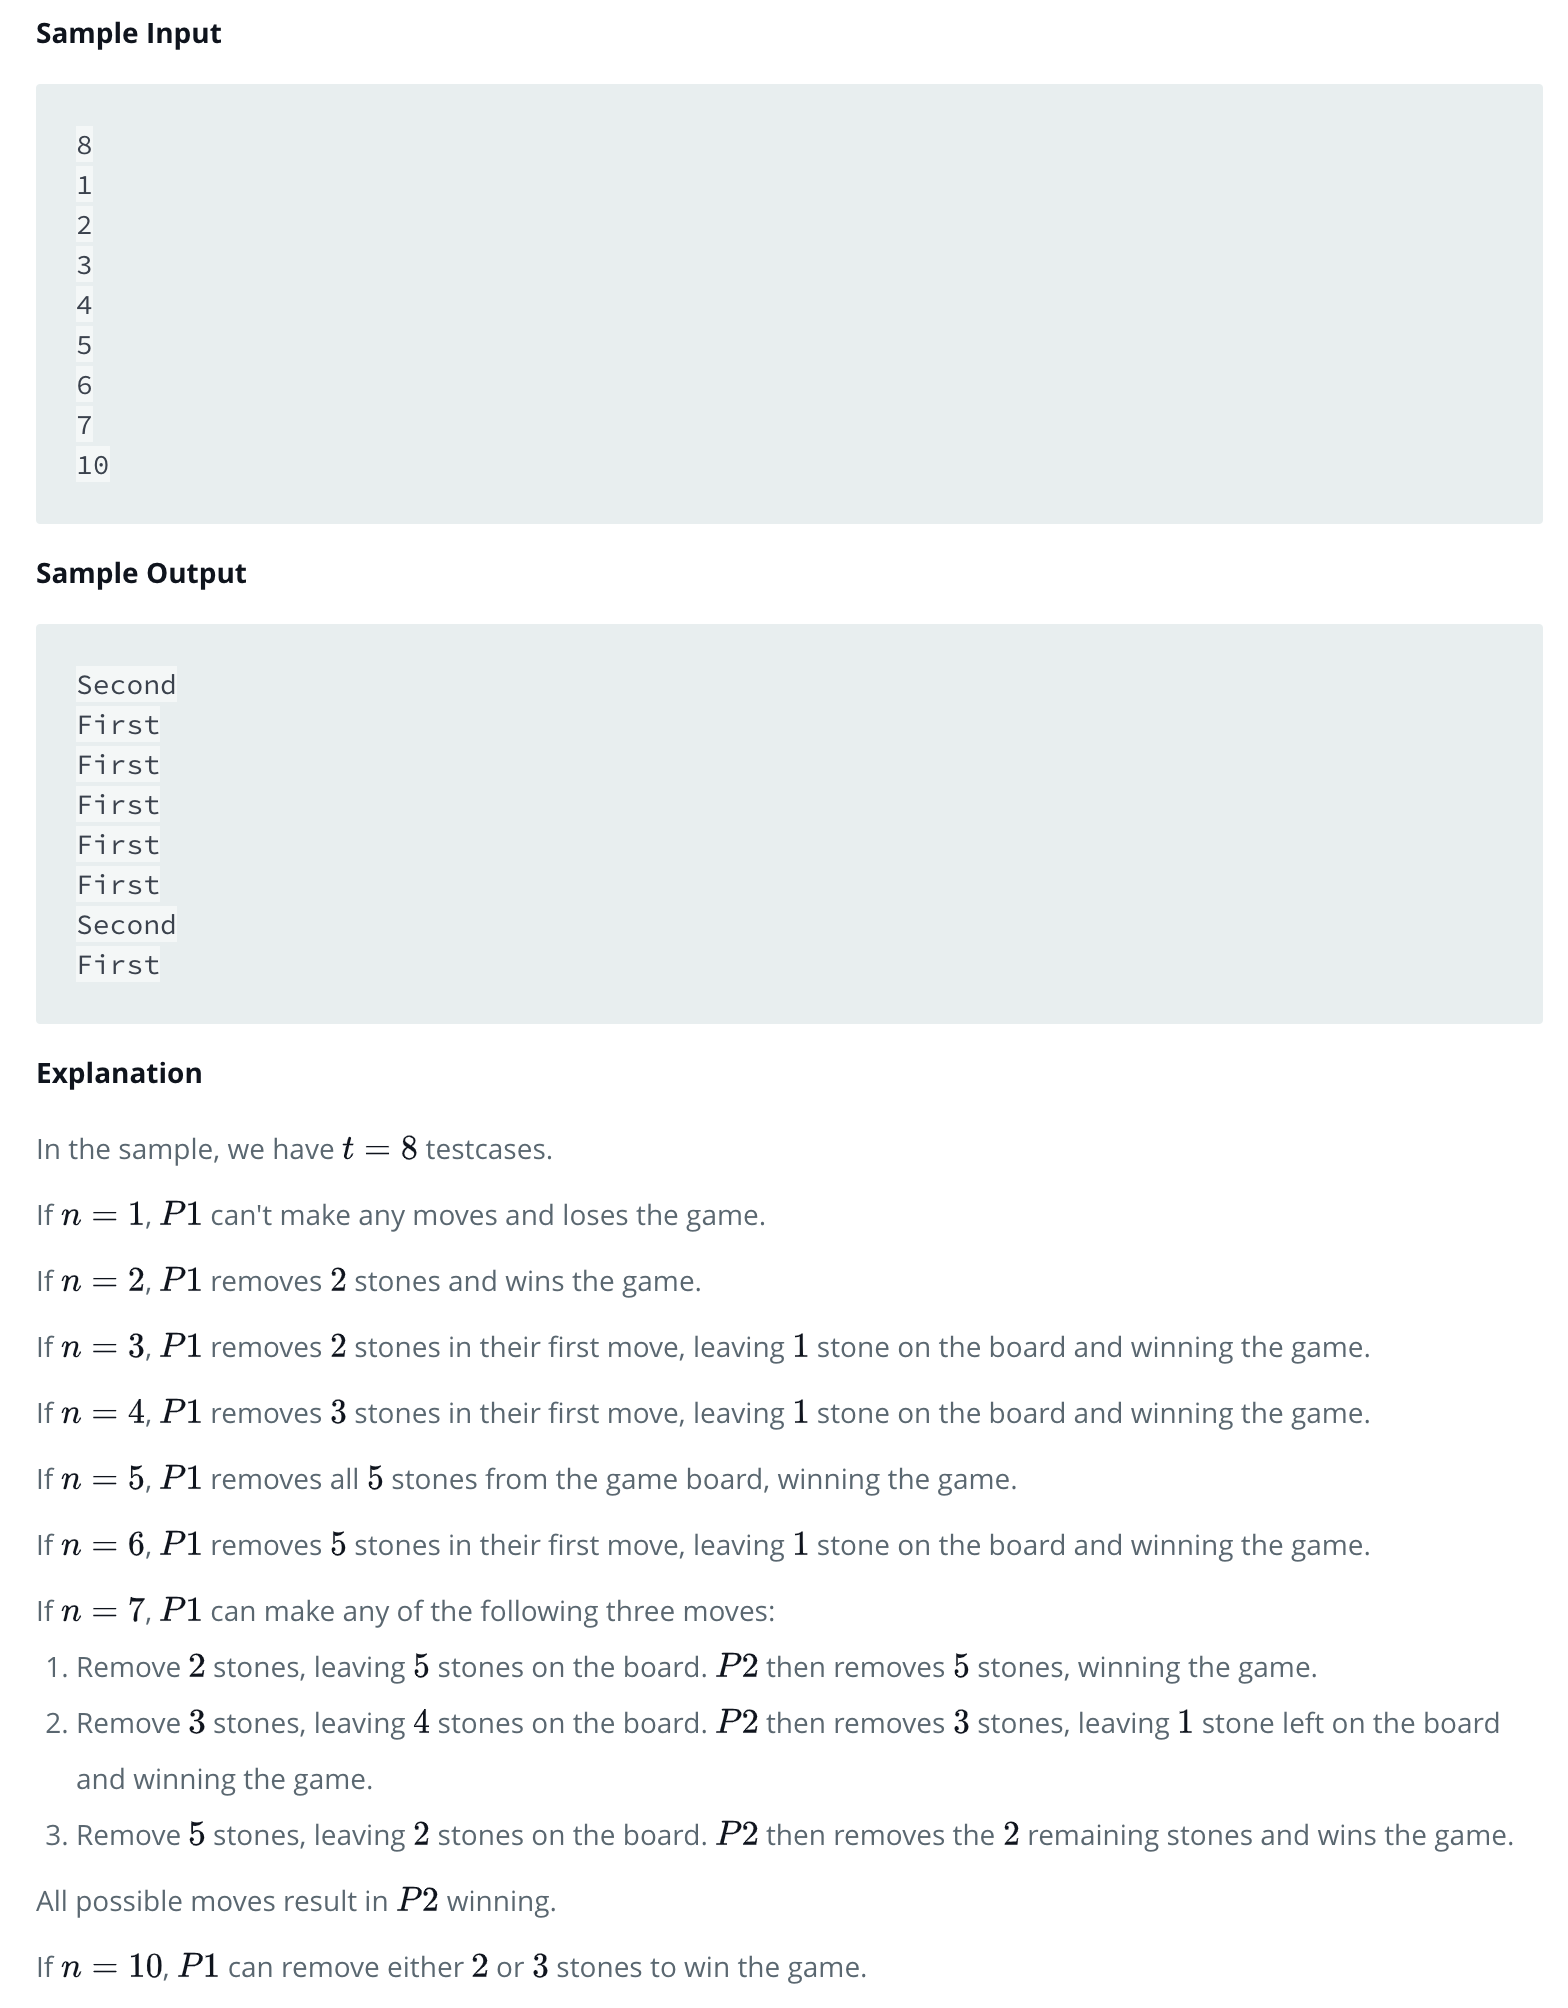 Sample Input
8
1
2
3
4
5
6
7
10
Sample Output
Second
First
First
First
First
First
Second
First
Explanation
In the sample, we have t = 8 testcases.
If n = 1, P1 can't make any moves and loses the game.
If n = 2, P1 removes 2 stones and wins the game.
If n = 3, P1 removes 2 stones in their first move, leaving 1 stone on the board and winning the game.
If n = 4, P1 removes 3 stones in their first move, leaving 1 stone on the board and winning the game.
If n = 5, P1 removes all 5 stones from the game board, winning the game.
If n = 6, P1 removes 5 stones in their first move, leaving 1 stone on the board and winning the game.
If n = 7, P1 can make any of the following three moves:
1. Remove 2 stones, leaving 5 stones on the board. P2 then removes 5 stones, winning the game.
2. Remove 3 stones, leaving 4 stones on the board. P2 then removes 3 stones, leaving 1 stone left on the board
and winning the game.
3. Remove 5 stones, leaving 2 stones on the board. P2 then removes the 2 remaining stones and wins the game.
All possible moves result in P2 winning.
If n = 10, P1 can remove either 2 or 3 stones to win the game.